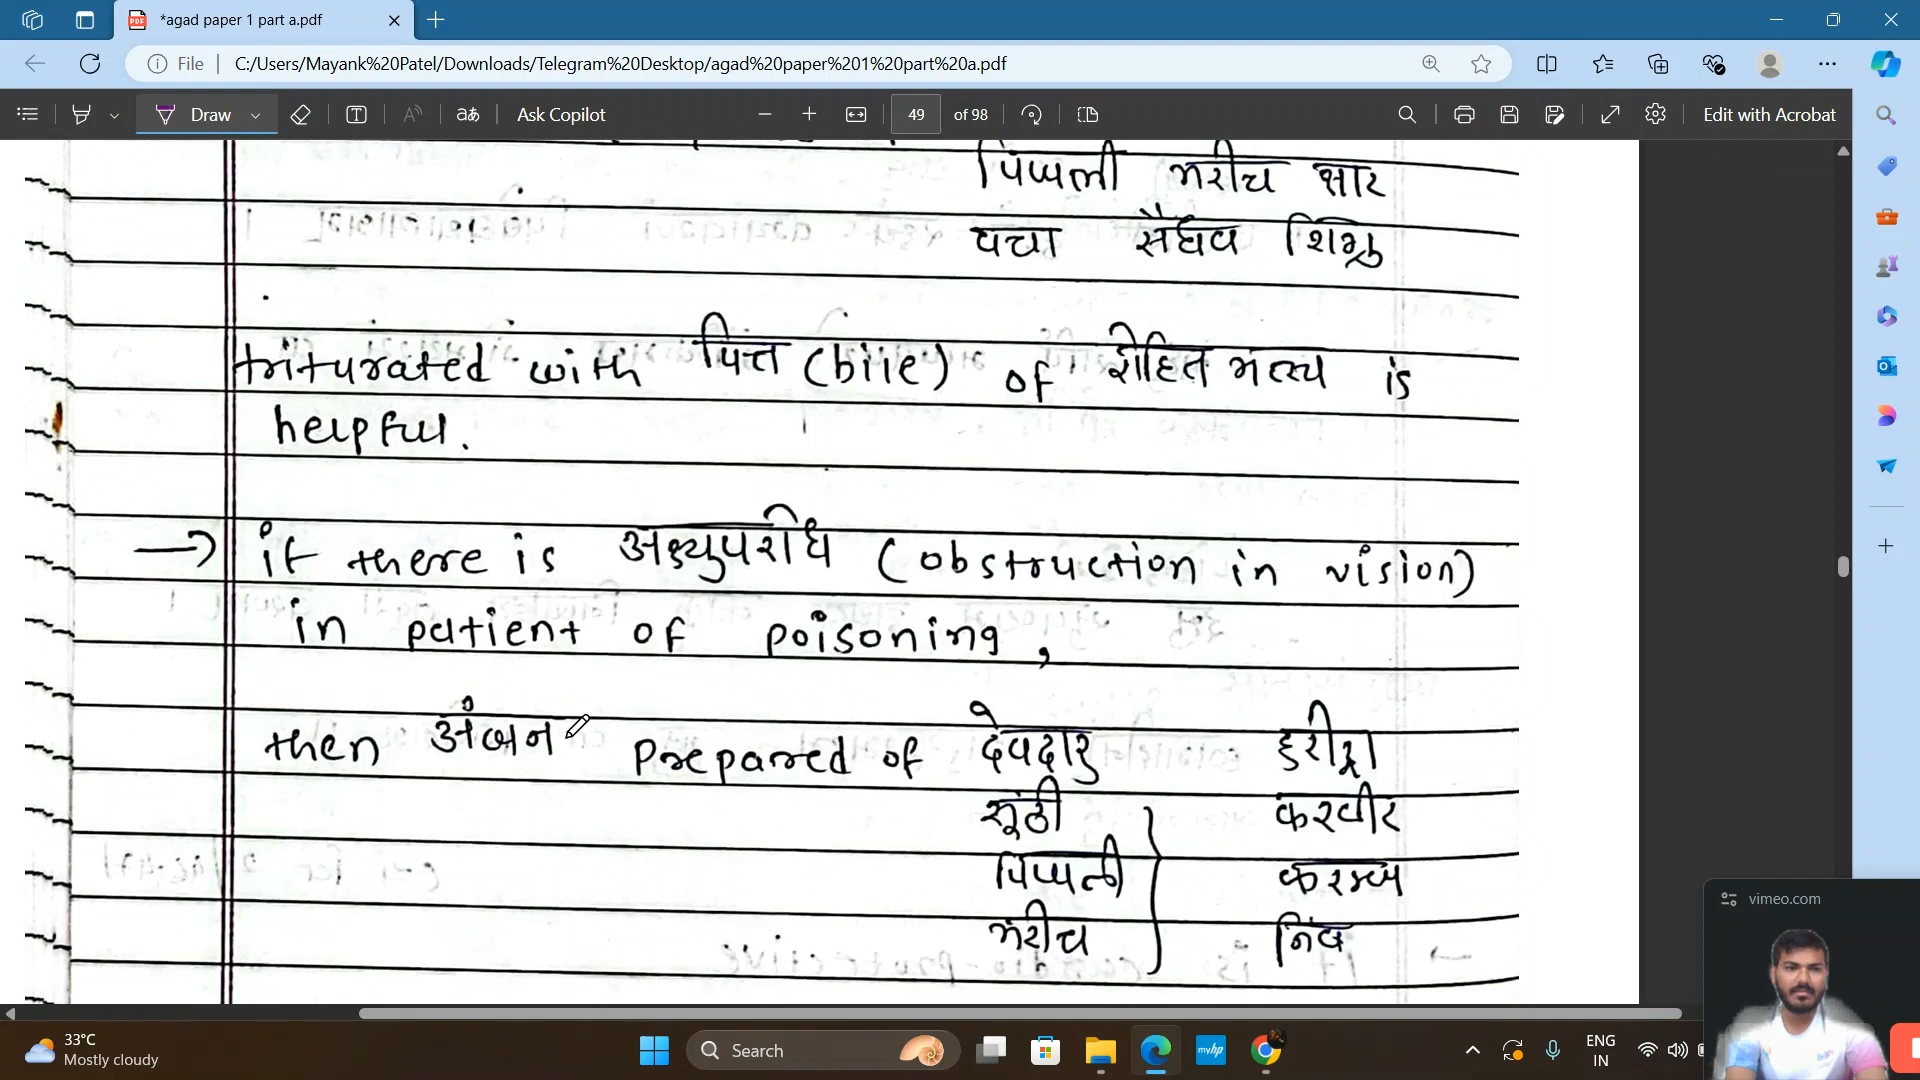 *agad paper 1 part a.pdf
File
C:/Users/Mayank%20Patel/Downloads/Telegram%20Desktop/agad%20paper%201%20part%20a.pdf
Draw
Ask Copilot
49 of 98
Edit with Acrobat
पिप्पली मरीच क्षार
वचा सैंधव शिग्रु
triturated with पित्त (bile) of रोहित मत्स्य is
helpful.
→ if there is अक्ष्युपरोध (obstruction in vision)
in patient of poisoning,
then अंजन prepared of देवदारु हरीद्रा
सूंठी करवीर
पिप्पली करन्ज
मरीच निंब
vimeo.com
33°C
Mostly cloudy
Search
myhp
ENG
IN